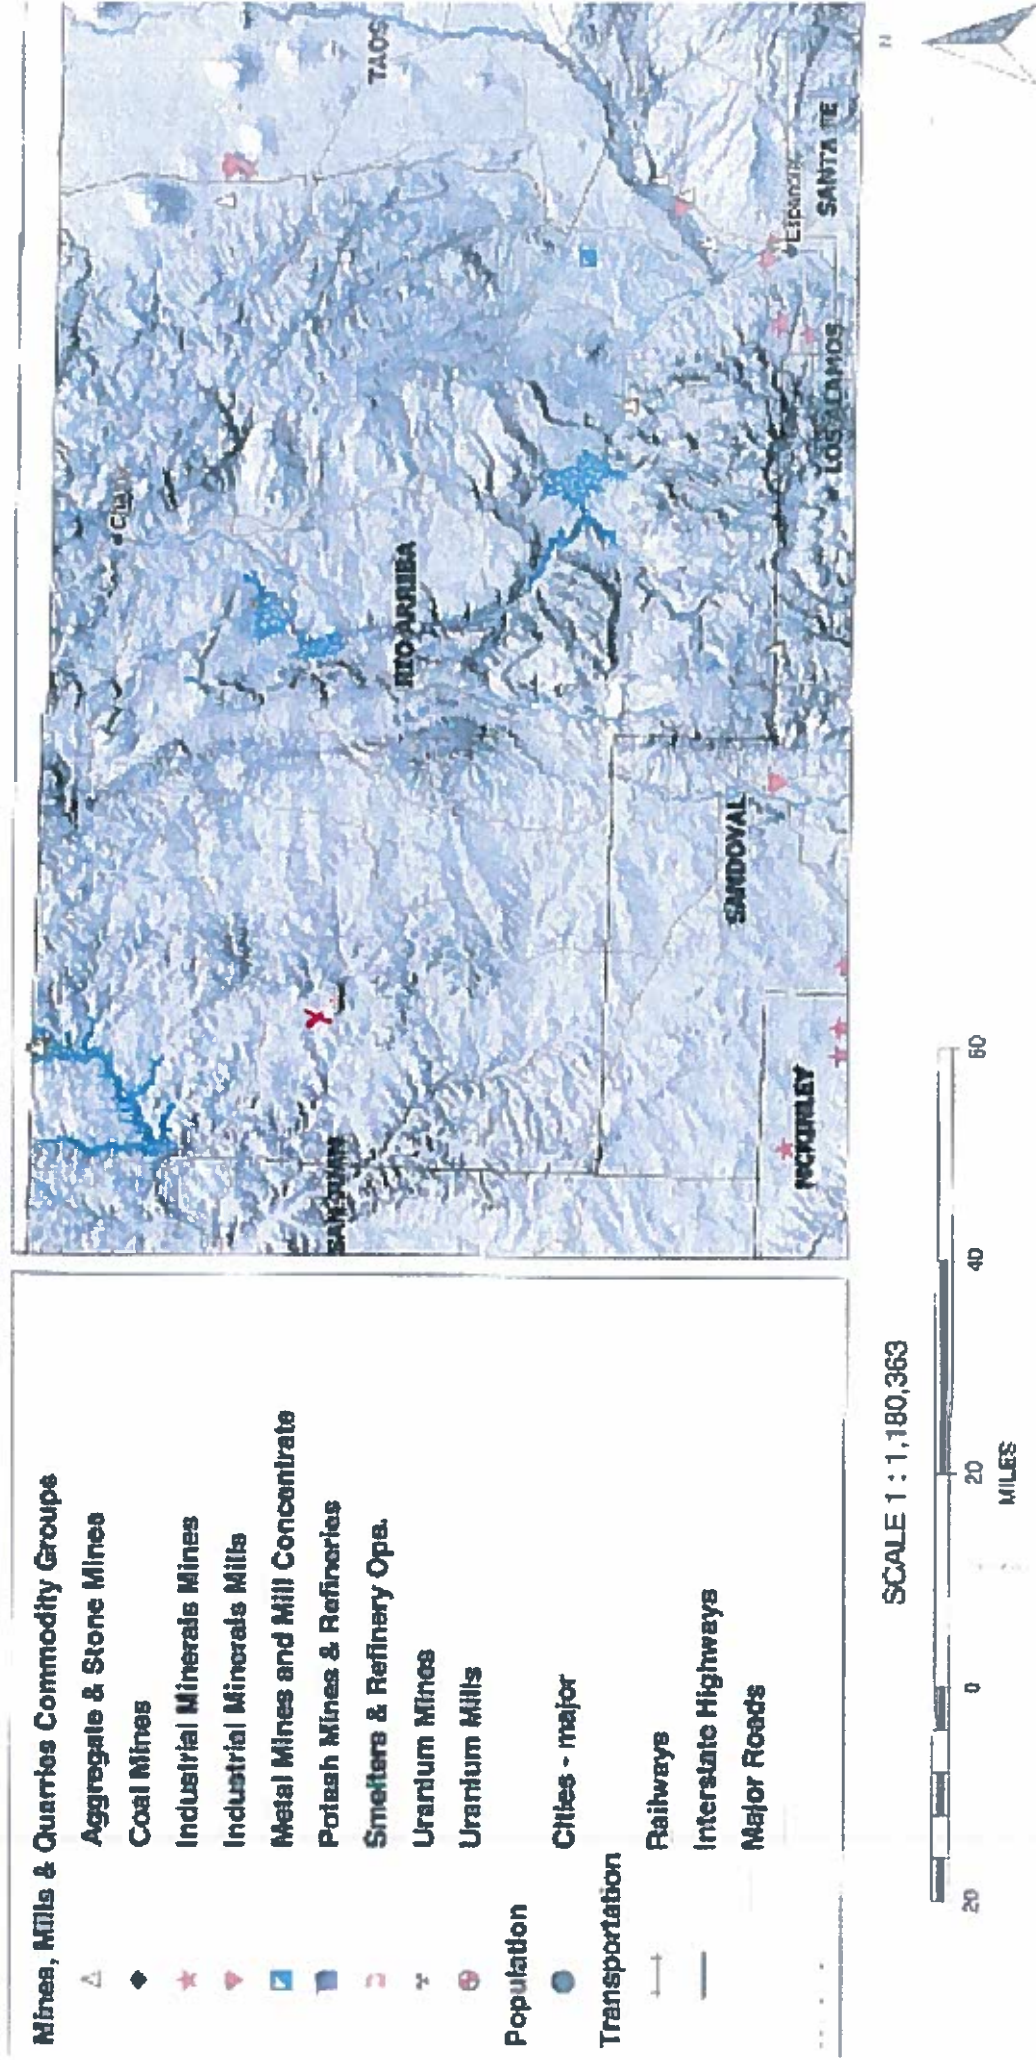 Mines, Mills & Quarries Commodity Groups
Aggregate & Stone Mines
Coal Mines
Industrial Minerals Mines
Industrial Minerals Mills
Metal Mines and Mill Concentrate
Potash Mines & Refineries
Smelters & Refinery Ops.
Uranium Mines
Uranium Mills
Population
Cities - major
Transportation
Railways
Interstate Highways
Major Roads
SAN JUAN
RIO ARRIBA
TAOS
Chama
MCKINLEY
SANDOVAL
LOS ALAMOS
Espanola
SANTA FE
SCALE 1 : 1,180,363
20
0
20
40
60
MILES
N